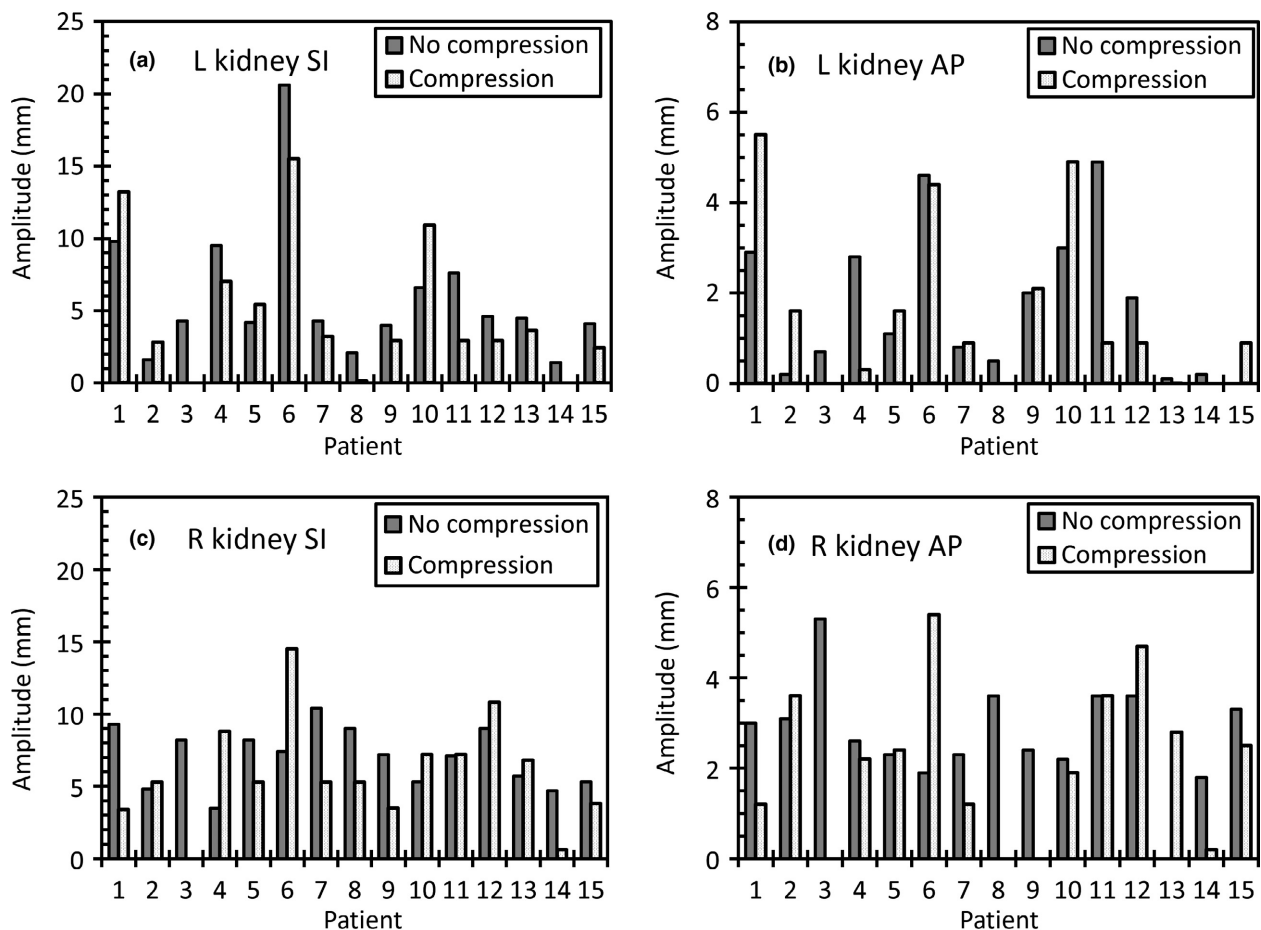 (a) L kidney SI
No compression
Compression
Amplitude (mm)
25
20
15
10
5
0
1 2 3 4 5 6 7 8 9 10 11 12 13 14 15
Patient
(b) L kidney AP
No compression
Compression
Amplitude (mm)
8
6
4
2
0
1 2 3 4 5 6 7 8 9 10 11 12 13 14 15
Patient
(c) R kidney SI
No compression
Compression
Amplitude (mm)
25
20
15
10
5
0
1 2 3 4 5 6 7 8 9 10 11 12 13 14 15
Patient
(d) R kidney AP
No compression
Compression
Amplitude (mm)
8
6
4
2
0
1 2 3 4 5 6 7 8 9 10 11 12 13 14 15
Patient